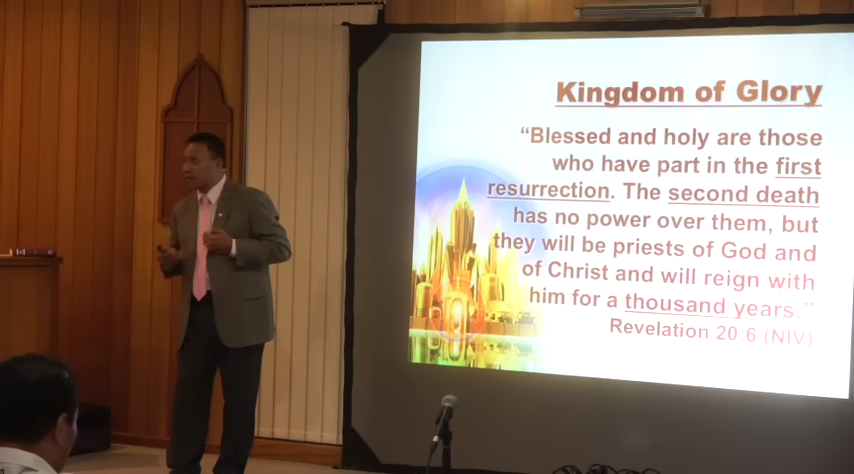 Kingdom of Glory
“Blessed and holy are those
who have part in the first
resurrection. The second death
has no power over them, but
they will be priests of God and
of Christ and will reign with
him for a thousand years.”
Revelation 20:6 (NIV)